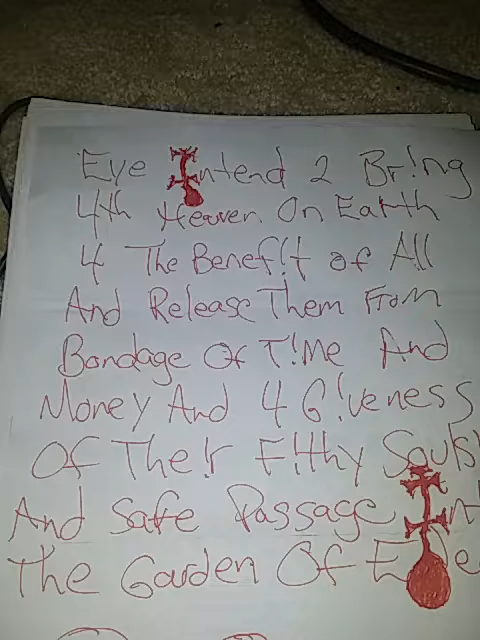 Eye Intend 2 Br!ng
4th Heaven On Earth
4 The Benef!t of All
And Release Them From
Bondage Of T!Me And
Money And 4 G!veness
Of The!r F!lthy Souls
And Safe Passage Int
The Garden Of